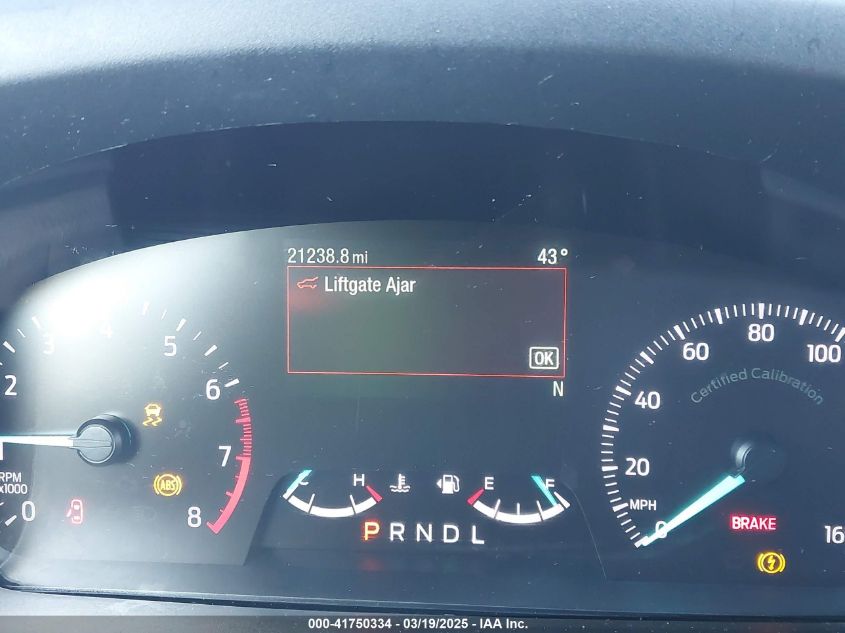 21238.8 mi 43°
Liftgate Ajar
OK
N
2 3 4 5 6 7 8
RPM
x1000
0
ABS
C H E F
PRNDL
0 20 40 60 80 100 16
MPH
Certified Calibration
BRAKE
000-41750334 - 03/19/2025 - IAA Inc.